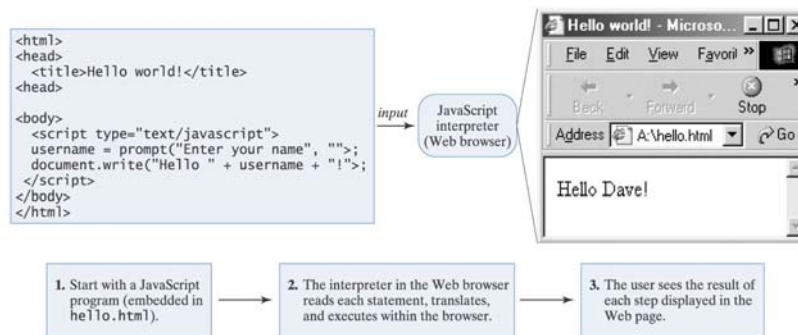 <html>
<head>
<title>Hello world!</title>
<head>
<body>
<script type="text/javascript">
username = prompt("Enter your name", "">;
document.write("Hello " + username + "!">;
</script>
</body>
</html>
input
JavaScript
interpreter
(Web browser)
Hello world! - Microso...
File Edit View Favorit »
Back Forward Stop »
Address A:\hello.html Go
Hello Dave!
1. Start with a JavaScript
program (embedded in
hello.html).
2. The interpreter in the Web browser
reads each statement, translates,
and executes within the browser.
3. The user sees the result of
each step displayed in the
Web page.